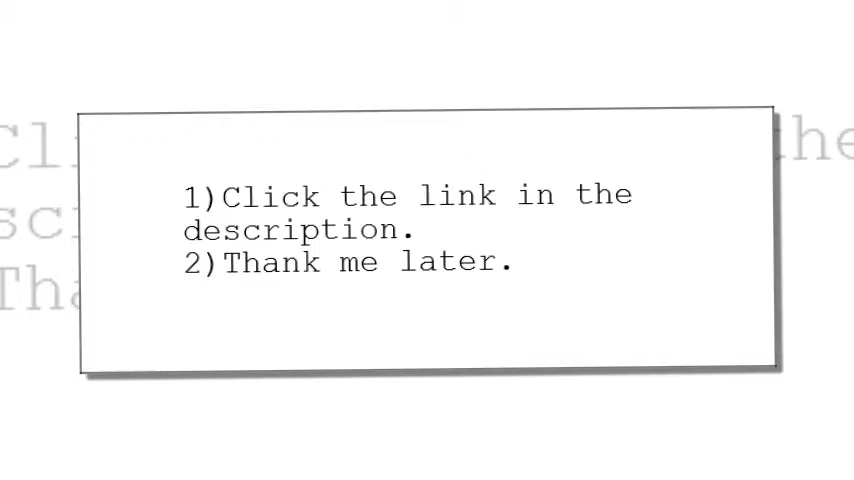 1)Click the link in the
description.
2)Thank me later.